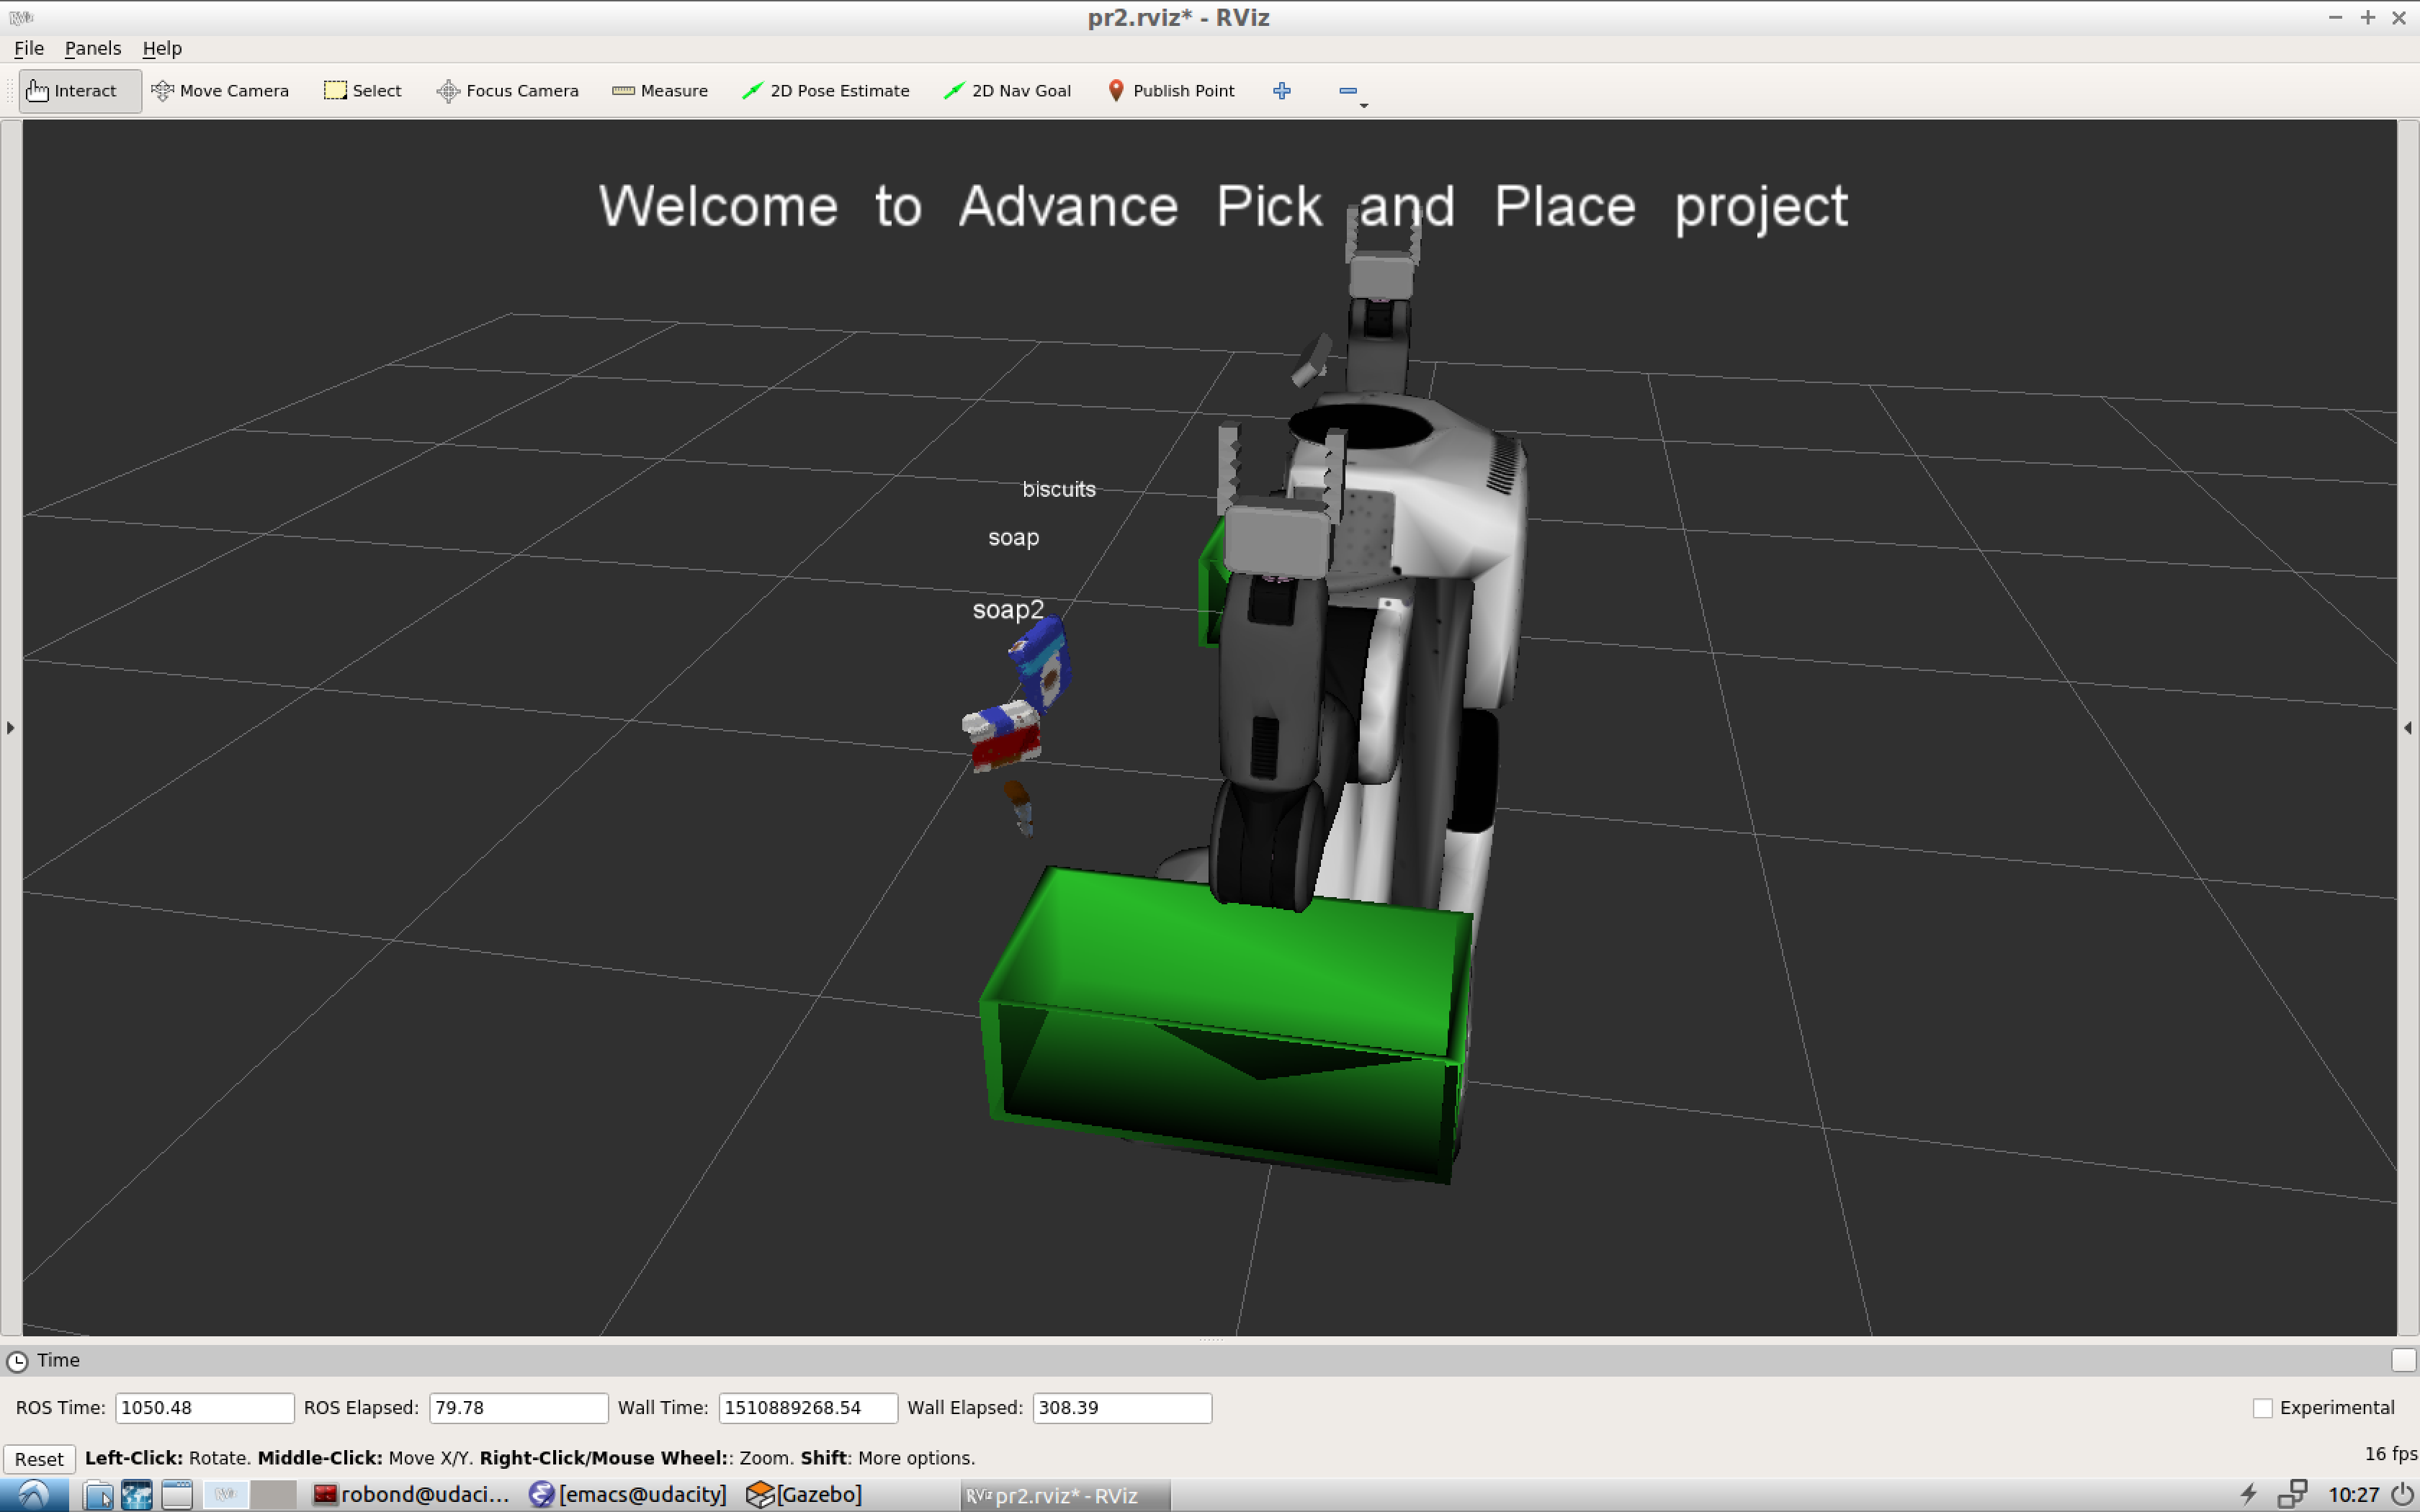 pr2.rviz* - RViz
File Panels Help
Interact Move Camera Select Focus Camera Measure 2D Pose Estimate 2D Nav Goal Publish Point
Welcome to Advance Pick and Place project
biscuits
soap
soap2
Time
ROS Time: 1050.48 ROS Elapsed: 79.78 Wall Time: 1510889268.54 Wall Elapsed: 308.39 Experimental
Reset Left-Click: Rotate. Middle-Click: Move X/Y. Right-Click/Mouse Wheel:: Zoom. Shift: More options. 16 fps
robond@udaci... [emacs@udacity] [Gazebo] RViz pr2.rviz* - RViz 10:27